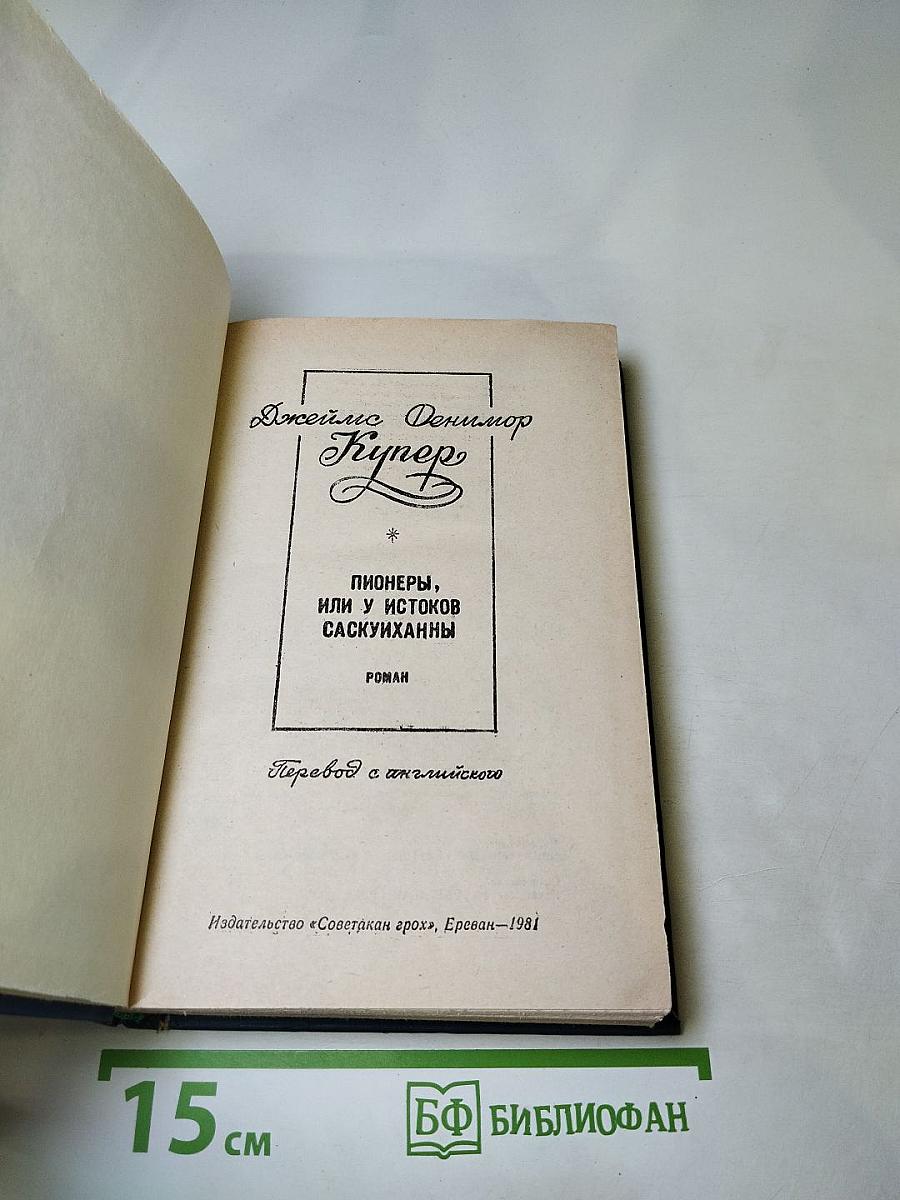 Джеймс Фенимор
Купер
*
ПИОНЕРЫ,
ИЛИ У ИСТОКОВ
САСКУИХАННЫ
РОМАН
Перевод с английского
Издательство «Советакан грох», Ереван—1981
15 см
БФ БИБЛИОФАН